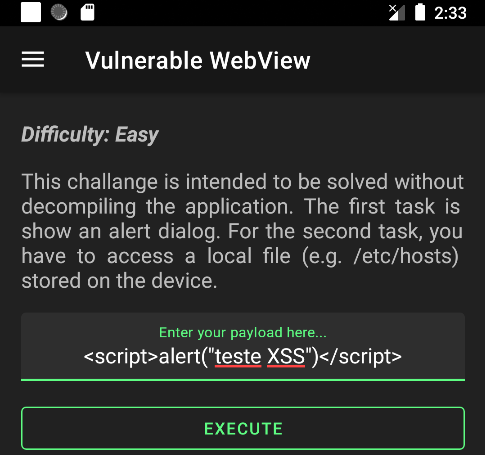 2:33
Vulnerable WebView
Difficulty: Easy
This challange is intended to be solved without
decompiling the application. The first task is
show an alert dialog. For the second task, you
have to access a local file (e.g. /etc/hosts)
stored on the device.
Enter your payload here...
<script>alert("teste XSS")</script>
EXECUTE